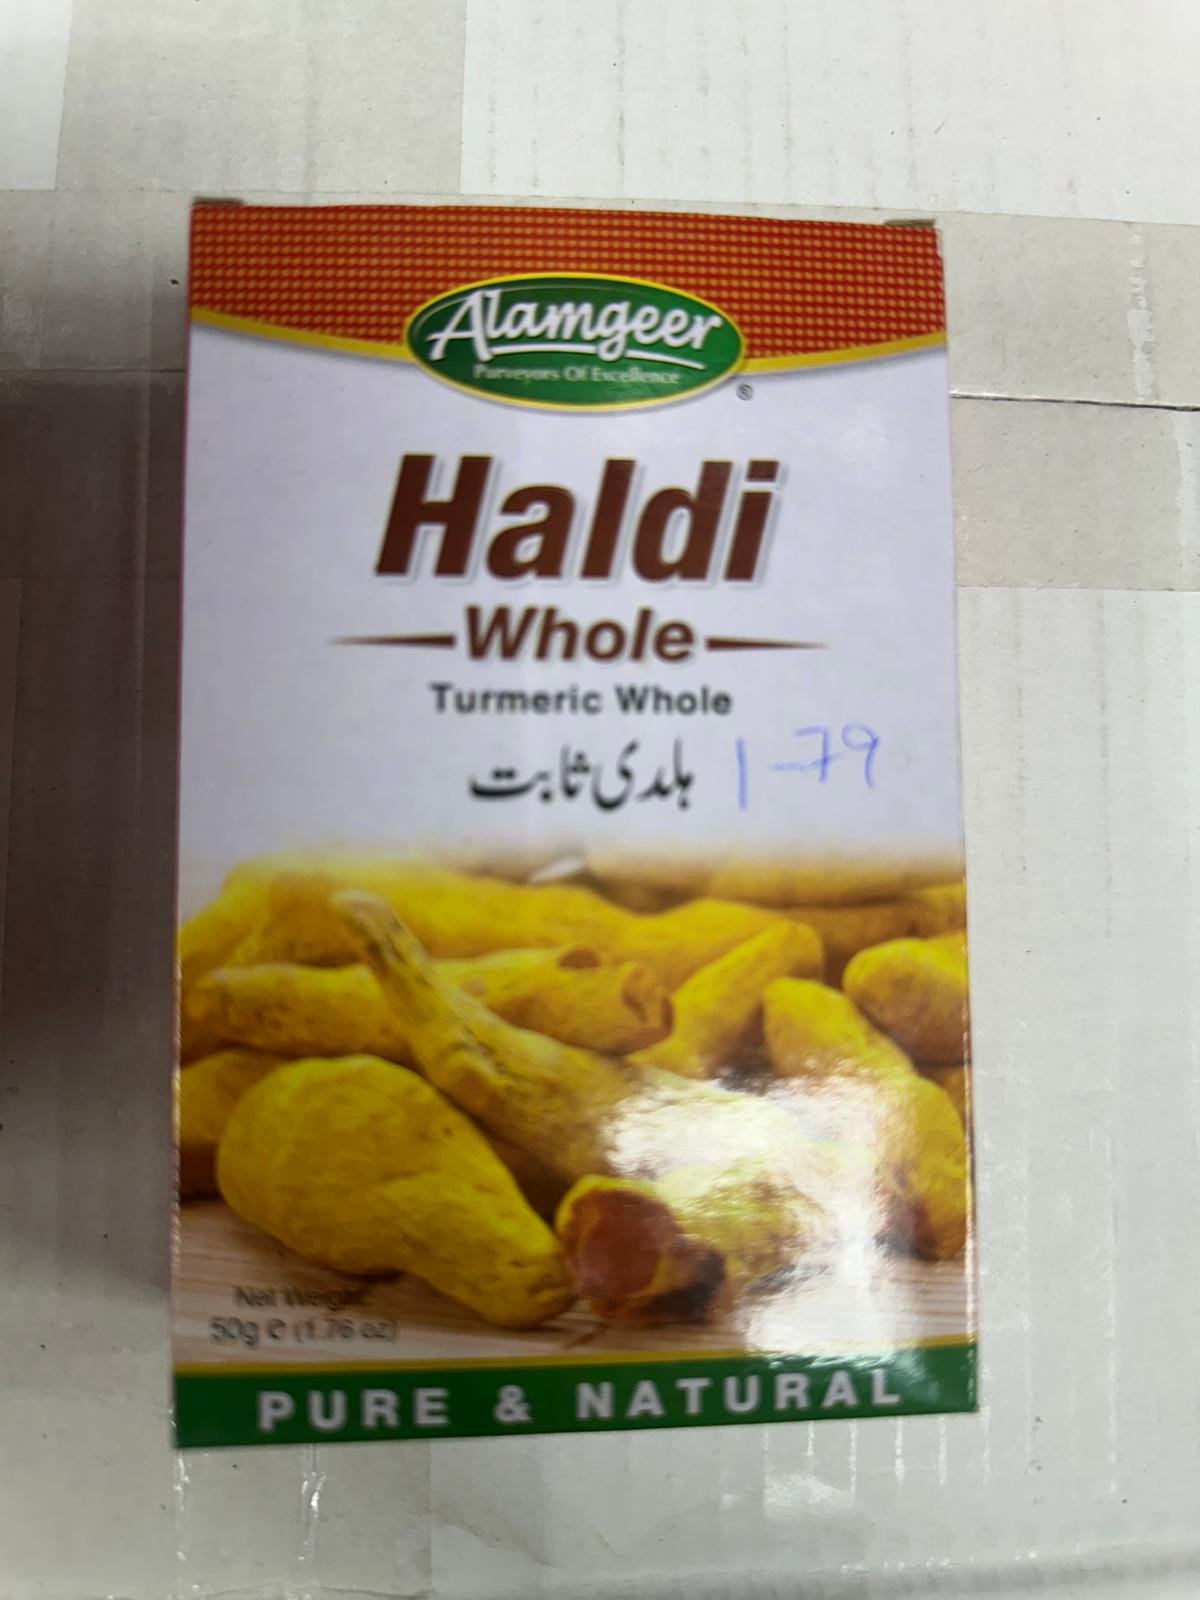 Alamgeer
Purveyors Of Excellence
®
Haldi
Whole
Turmeric Whole
ہلدی ثابت
1-79
Net Weight:
50g e (1.76 oz)
PURE & NATURAL